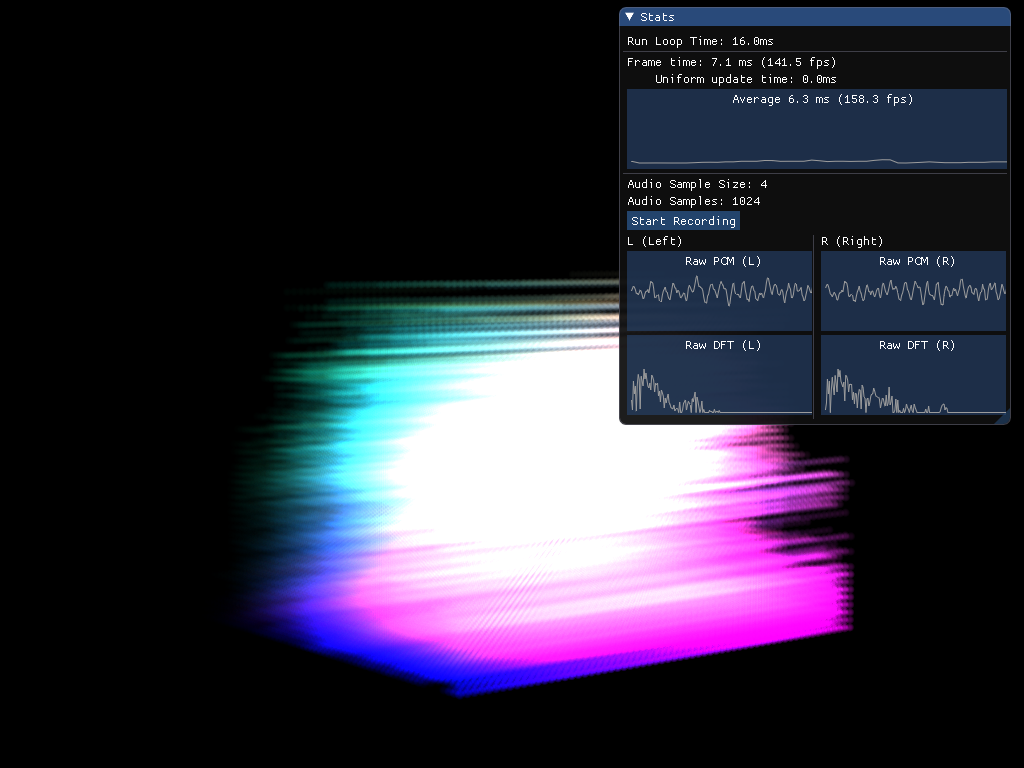 Stats
Run Loop Time: 16.0ms
Frame time: 7.1 ms (141.5 fps)
Uniform update time: 0.0ms
Average 6.3 ms (158.3 fps)
Audio Sample Size: 4
Audio Samples: 1024
Start Recording
L (Left)
R (Right)
Raw PCM (L)
Raw PCM (R)
Raw DFT (L)
Raw DFT (R)